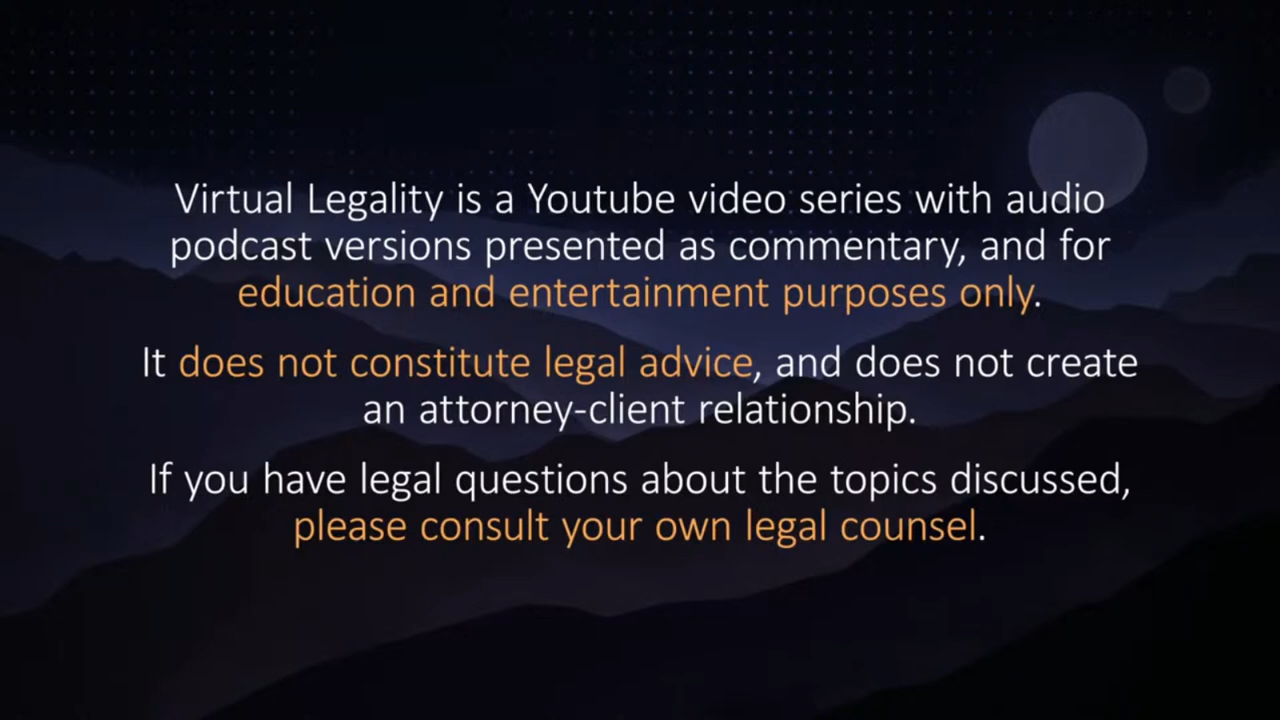 Virtual Legality is a Youtube video series with audio
podcast versions presented as commentary, and for
education and entertainment purposes only.
It does not constitute legal advice, and does not create
an attorney-client relationship.
If you have legal questions about the topics discussed,
please consult your own legal counsel.